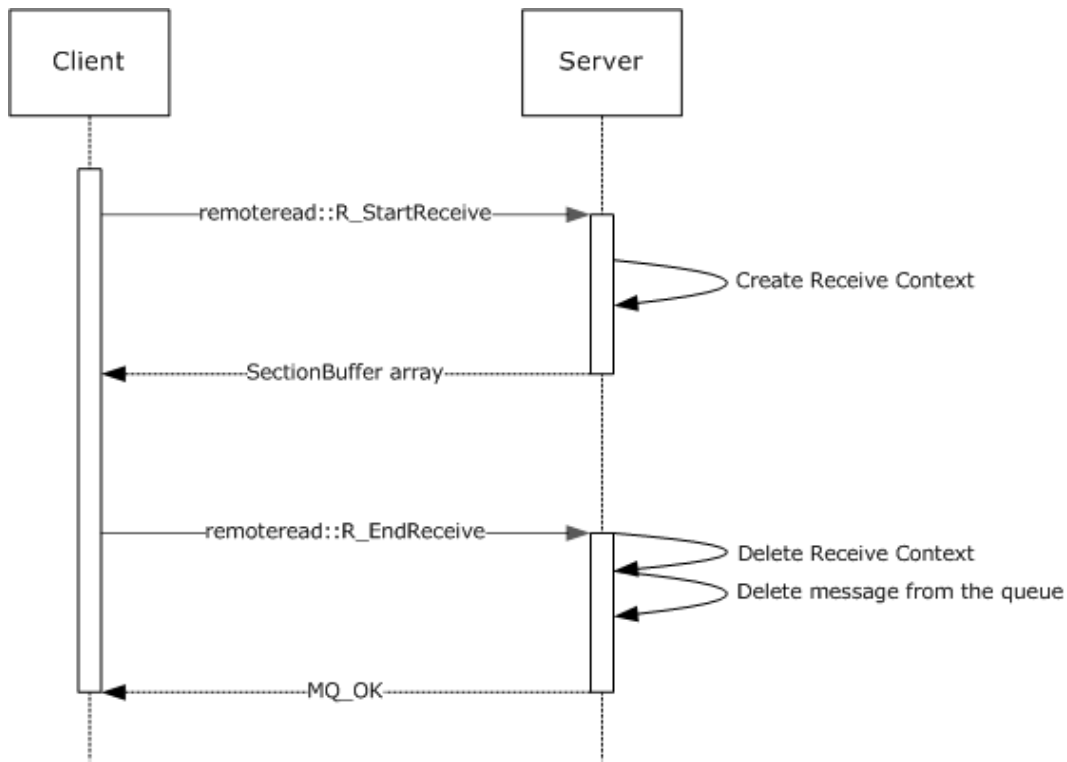 Client
Server
remoteread::R_StartReceive
Create Receive Context
SectionBuffer array
remoteread::R_EndReceive
Delete Receive Context
Delete message from the queue
MQ_OK